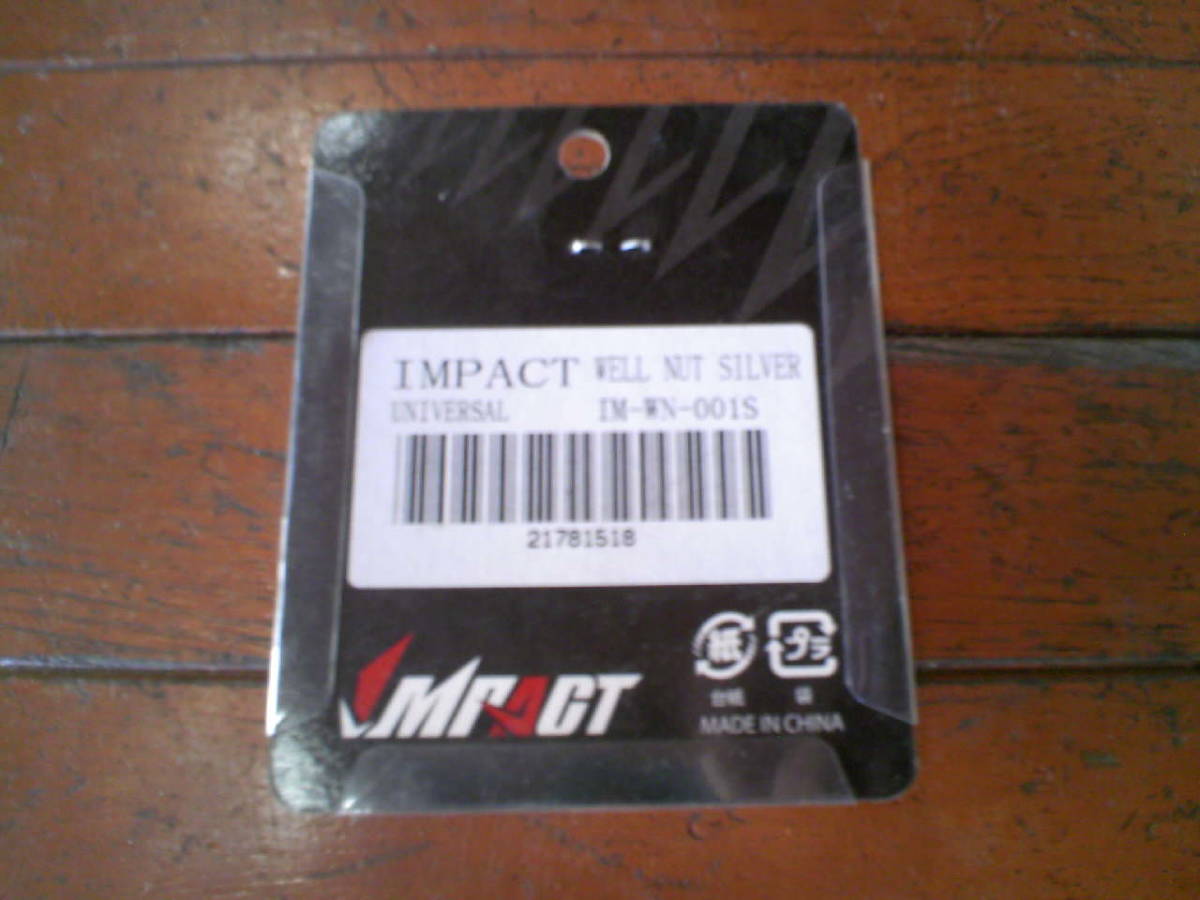 IMPACT WELL NUT SILVER
UNIVERSAL IM-WN-001S
21781518
IMPACT
紙 プラ
台紙 袋
MADE IN CHINA